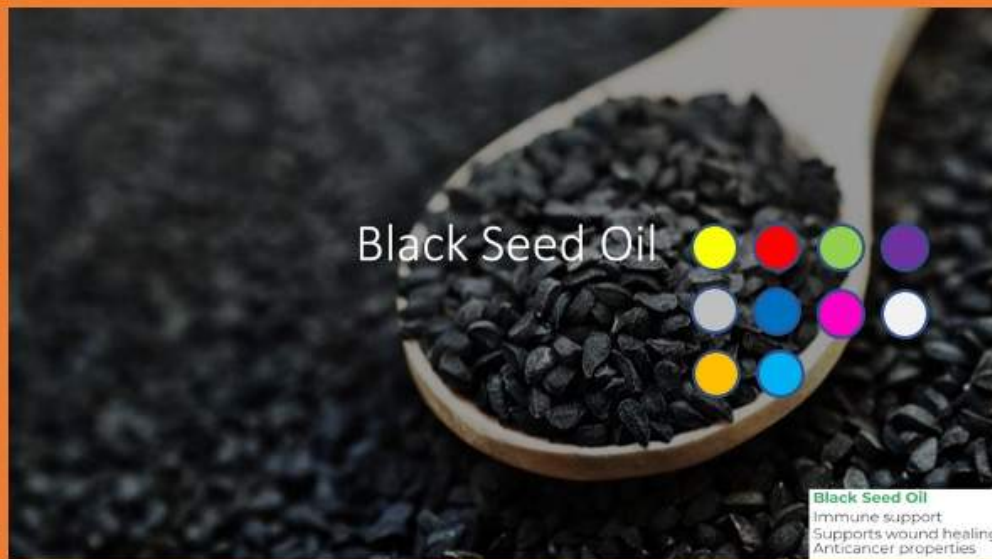 Black Seed Oil
Black Seed Oil
Immune support
Supports wound healing
Anticancer properties